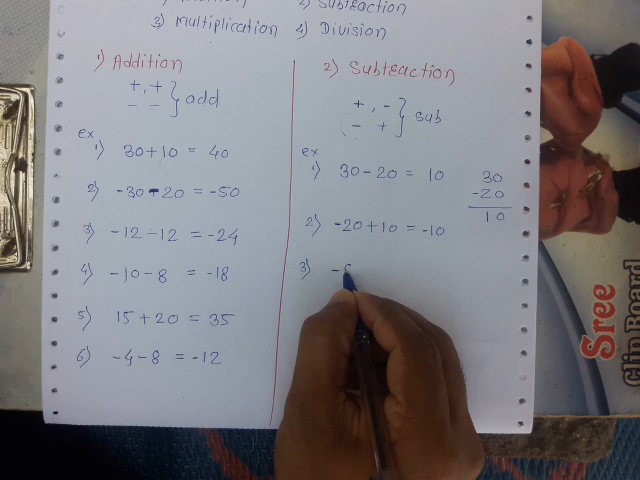 2) Subtraction
3) Multiplication 4) Division
1) Addition
+ , +
- - } add
ex
1) 30 + 10 = 40
2) -30 - 20 = -50
3) -12 - 12 = -24
4) -10 - 8 = -18
5) 15 + 20 = 35
6) -4 - 8 = -12
2) Subtraction
+ , -
- + } sub
ex
1) 30 - 20 = 10
30
-20
10
2) -20 + 10 = -10
3) -
Sree
Clip Board